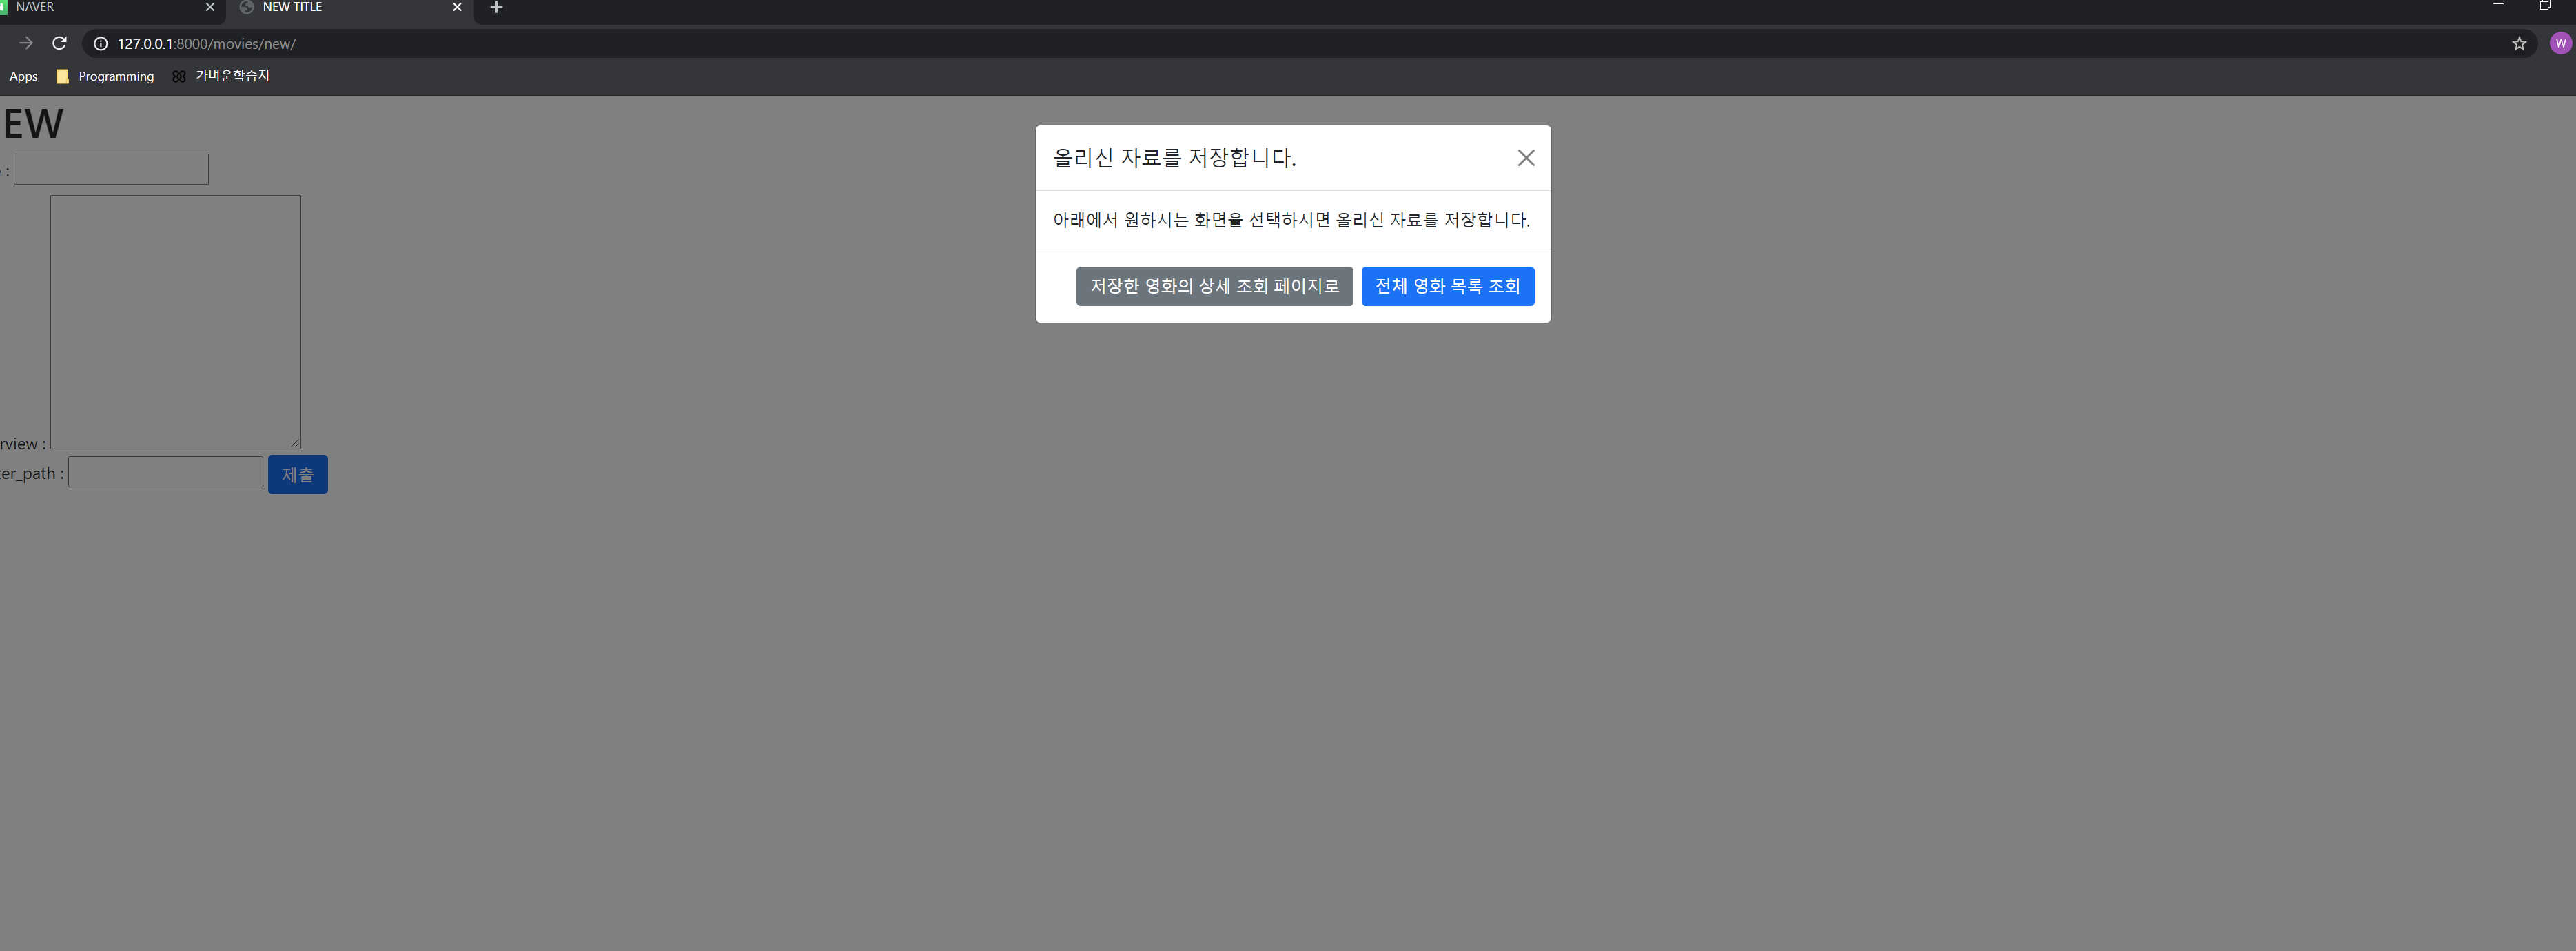 NAVER
NEW TITLE
127.0.0.1:8000/movies/new/
W
Apps
Programming
가벼운학습지
EW
올리신 자료를 저장합니다.
:
아래에서 원하시는 화면을 선택하시면 올리신 자료를 저장합니다.
저장한 영화의 상세 조회 페이지로
전체 영화 목록 조회
rview :
ter_path :
제출